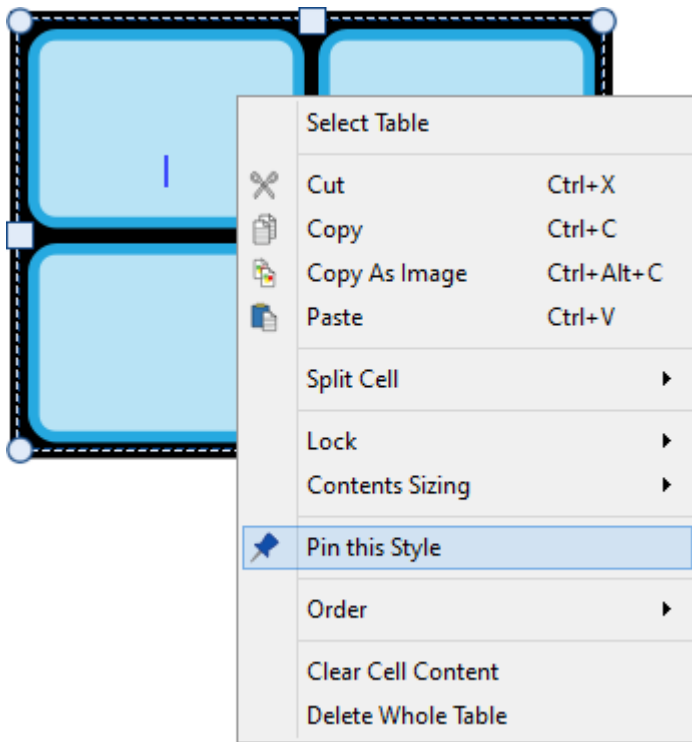 Select Table
Cut Ctrl+X
Copy Ctrl+C
Copy As Image Ctrl+Alt+C
Paste Ctrl+V
Split Cell
Lock
Contents Sizing
Pin this Style
Order
Clear Cell Content
Delete Whole Table